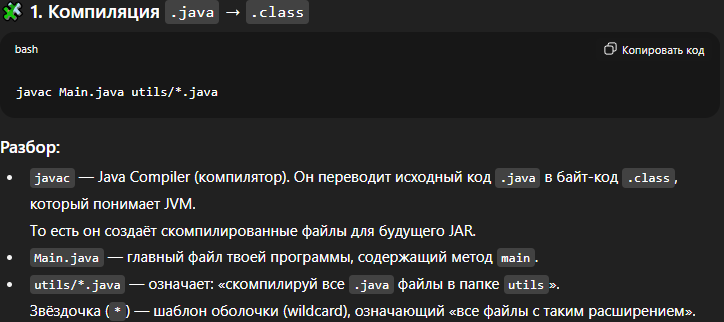 1. Компиляция .java → .class
bash
Копировать код
javac Main.java utils/*.java
Разбор:
javac — Java Compiler (компилятор). Он переводит исходный код .java в байт-код .class,
который понимает JVM.
То есть он создаёт скомпилированные файлы для будущего JAR.
Main.java — главный файл твоей программы, содержащий метод main.
utils/*.java — означает: «скомпилируй все .java файлы в папке utils».
Звёздочка (*) — шаблон оболочки (wildcard), означающий «все файлы с таким расширением».